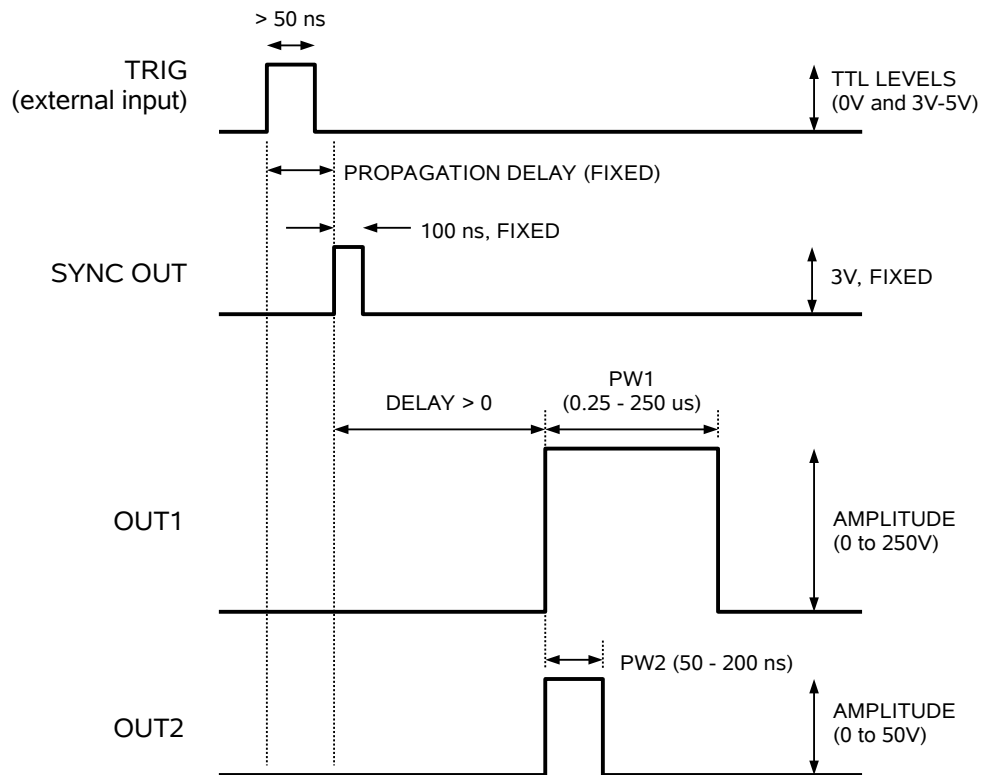 > 50 ns
TRIG
(external input)
TTL LEVELS
(0V and 3V-5V)
PROPAGATION DELAY (FIXED)
100 ns, FIXED
SYNC OUT
3V, FIXED
PW1
(0.25 - 250 us)
DELAY > 0
OUT1
AMPLITUDE
(0 to 250V)
PW2 (50 - 200 ns)
OUT2
AMPLITUDE
(0 to 50V)